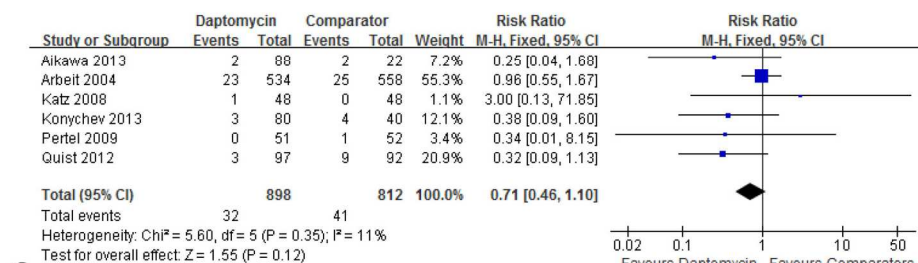 Daptomycin Comparator Risk Ratio Risk Ratio
Study or Subgroup Events Total Events Total Weight M-H, Fixed, 95% CI M-H, Fixed, 95% CI
Aikawa 2013 2 88 2 22 7.2% 0.25 [0.04, 1.68]
Arbeit 2004 23 534 25 558 55.3% 0.96 [0.55, 1.67]
Katz 2008 1 48 0 48 1.1% 3.00 [0.13, 71.85]
Konychev 2013 3 80 4 40 12.1% 0.38 [0.09, 1.60]
Pertel 2009 0 51 1 52 3.4% 0.34 [0.01, 8.15]
Quist 2012 3 97 9 92 20.9% 0.32 [0.09, 1.13]
Total (95% CI) 898 812 100.0% 0.71 [0.46, 1.10]
Total events 32 41
Heterogeneity: Chi² = 5.60, df = 5 (P = 0.35); I² = 11%
Test for overall effect: Z = 1.55 (P = 0.12)
0.02 0.1 1 10 50
Favours Daptomycin Favours Comparators